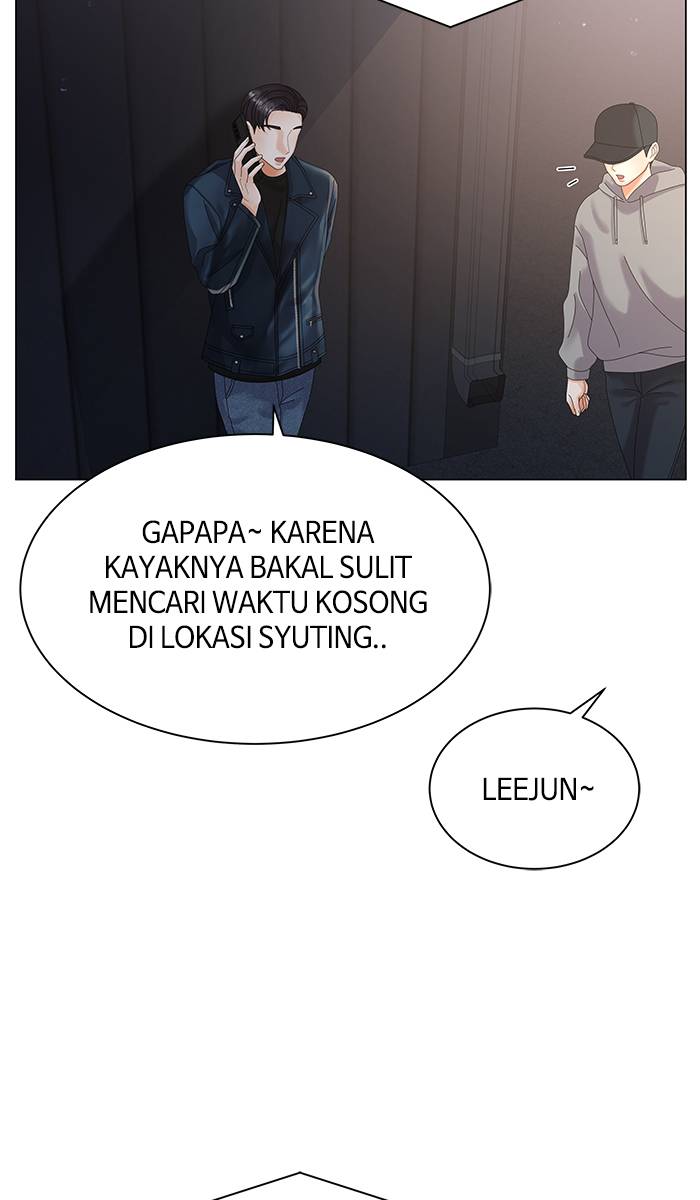 GAPAPA~ KARENA
KAYAKNYA BAKAL SULIT
MENCARI WAKTU KOSONG
DI LOKASI SYUTING..
LEEJUN~